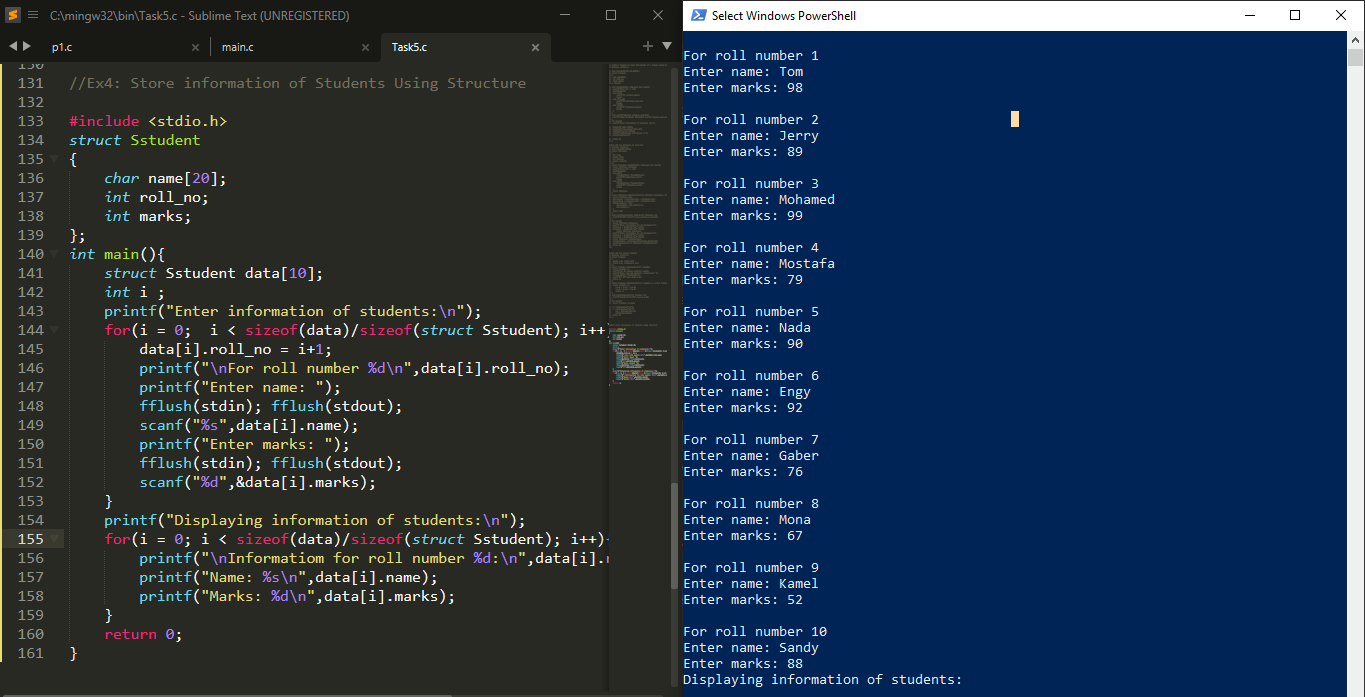 C:\mingw32\bin\Task5.c - Sublime Text (UNREGISTERED)
p1.c
main.c
Task5.c
130
131 //Ex4: Store information of Students Using Structure
132
133 #include <stdio.h>
134 struct Sstudent
135 {
136 char name[20];
137 int roll_no;
138 int marks;
139 };
140 int main(){
141 struct Sstudent data[10];
142 int i ;
143 printf("Enter information of students:\n");
144 for(i = 0;  i < sizeof(data)/sizeof(struct Sstudent); i++
145 data[i].roll_no = i+1;
146 printf("\nFor roll number %d\n",data[i].roll_no);
147 printf("Enter name: ");
148 fflush(stdin); fflush(stdout);
149 scanf("%s",data[i].name);
150 printf("Enter marks: ");
151 fflush(stdin); fflush(stdout);
152 scanf("%d",&data[i].marks);
153 }
154 printf("Displaying information of students:\n");
155 for(i = 0; i < sizeof(data)/sizeof(struct Sstudent); i++)
156 printf("\nInformatiom for roll number %d:\n",data[i].
157 printf("Name: %s\n",data[i].name);
158 printf("Marks: %d\n",data[i].marks);
159 }
160 return 0;
161 }
Select Windows PowerShell
For roll number 1
Enter name: Tom
Enter marks: 98
For roll number 2
Enter name: Jerry
Enter marks: 89
For roll number 3
Enter name: Mohamed
Enter marks: 99
For roll number 4
Enter name: Mostafa
Enter marks: 79
For roll number 5
Enter name: Nada
Enter marks: 90
For roll number 6
Enter name: Engy
Enter marks: 92
For roll number 7
Enter name: Gaber
Enter marks: 76
For roll number 8
Enter name: Mona
Enter marks: 67
For roll number 9
Enter name: Kamel
Enter marks: 52
For roll number 10
Enter name: Sandy
Enter marks: 88
Displaying information of students: